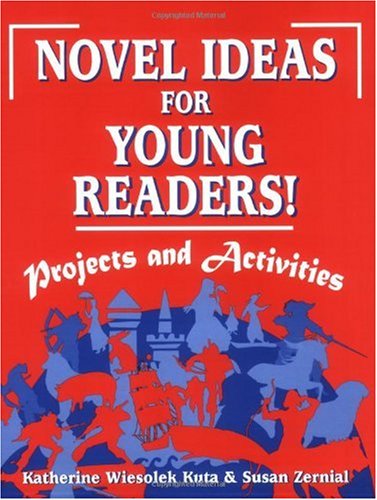 NOVEL IDEAS
FOR
YOUNG
READERS!
Projects and Activities
Katherine Wiesolek Kuta & Susan Zernial